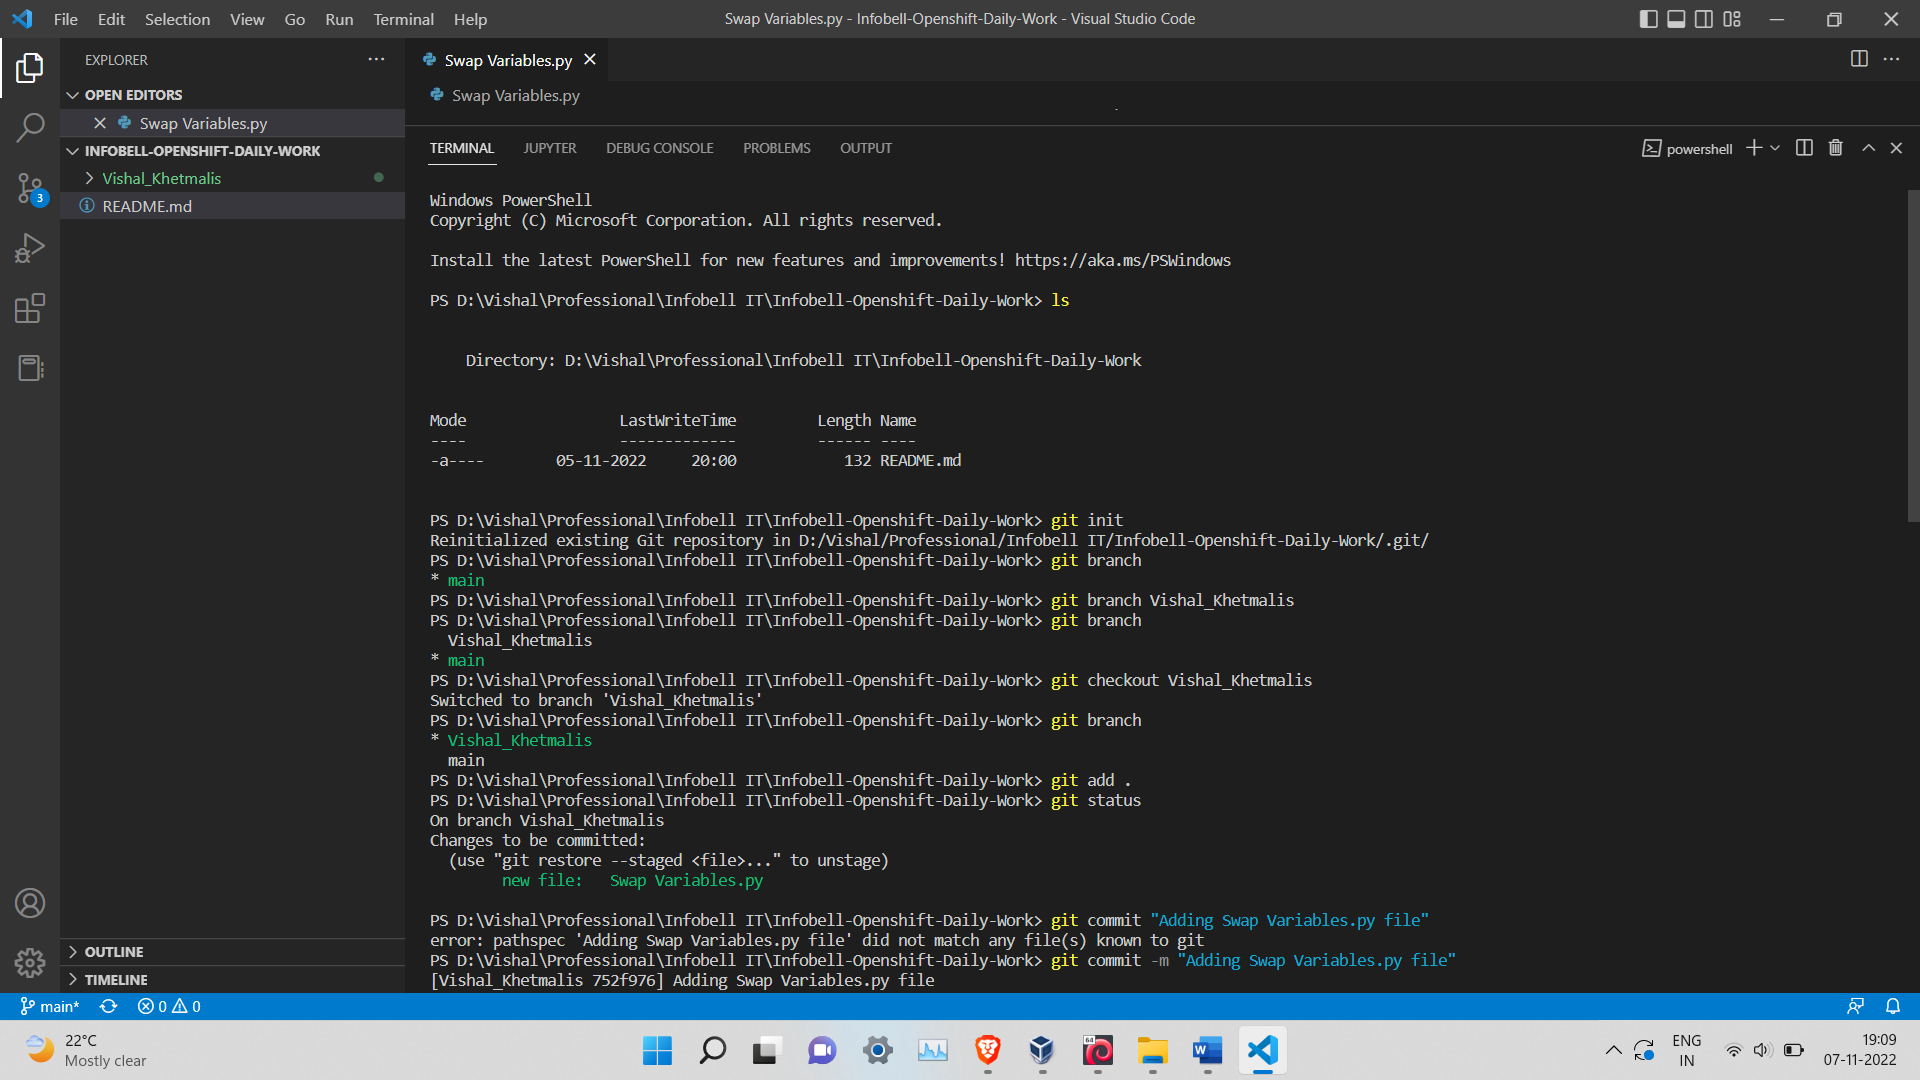 File Edit Selection View Go Run Terminal Help
Swap Variables.py - Infobell-Openshift-Daily-Work - Visual Studio Code
EXPLORER
OPEN EDITORS
Swap Variables.py
INFOBELL-OPENSHIFT-DAILY-WORK
Vishal_Khetmalis
README.md
3
OUTLINE
TIMELINE
Swap Variables.py
Swap Variables.py
TERMINAL JUPYTER DEBUG CONSOLE PROBLEMS OUTPUT
powershell
Windows PowerShell
Copyright (C) Microsoft Corporation. All rights reserved.
Install the latest PowerShell for new features and improvements! https://aka.ms/PSWindows
PS D:\Vishal\Professional\Infobell IT\Infobell-Openshift-Daily-Work> ls
Directory: D:\Vishal\Professional\Infobell IT\Infobell-Openshift-Daily-Work
Mode LastWriteTime Length Name
---- ------------- ------ ----
-a---- 05-11-2022 20:00 132 README.md
PS D:\Vishal\Professional\Infobell IT\Infobell-Openshift-Daily-Work> git init
Reinitialized existing Git repository in D:/Vishal/Professional/Infobell IT/Infobell-Openshift-Daily-Work/.git/
PS D:\Vishal\Professional\Infobell IT\Infobell-Openshift-Daily-Work> git branch
* main
PS D:\Vishal\Professional\Infobell IT\Infobell-Openshift-Daily-Work> git branch Vishal_Khetmalis
PS D:\Vishal\Professional\Infobell IT\Infobell-Openshift-Daily-Work> git branch
Vishal_Khetmalis
* main
PS D:\Vishal\Professional\Infobell IT\Infobell-Openshift-Daily-Work> git checkout Vishal_Khetmalis
Switched to branch 'Vishal_Khetmalis'
PS D:\Vishal\Professional\Infobell IT\Infobell-Openshift-Daily-Work> git branch
* Vishal_Khetmalis
main
PS D:\Vishal\Professional\Infobell IT\Infobell-Openshift-Daily-Work> git add .
PS D:\Vishal\Professional\Infobell IT\Infobell-Openshift-Daily-Work> git status
On branch Vishal_Khetmalis
Changes to be committed:
(use "git restore --staged <file>..." to unstage)
new file: Swap Variables.py
PS D:\Vishal\Professional\Infobell IT\Infobell-Openshift-Daily-Work> git commit "Adding Swap Variables.py file"
error: pathspec 'Adding Swap Variables.py file' did not match any file(s) known to git
PS D:\Vishal\Professional\Infobell IT\Infobell-Openshift-Daily-Work> git commit -m "Adding Swap Variables.py file"
[Vishal_Khetmalis 752f976] Adding Swap Variables.py file
main* 0 0
22°C
Mostly clear
64
ENG
IN
19:09
07-11-2022